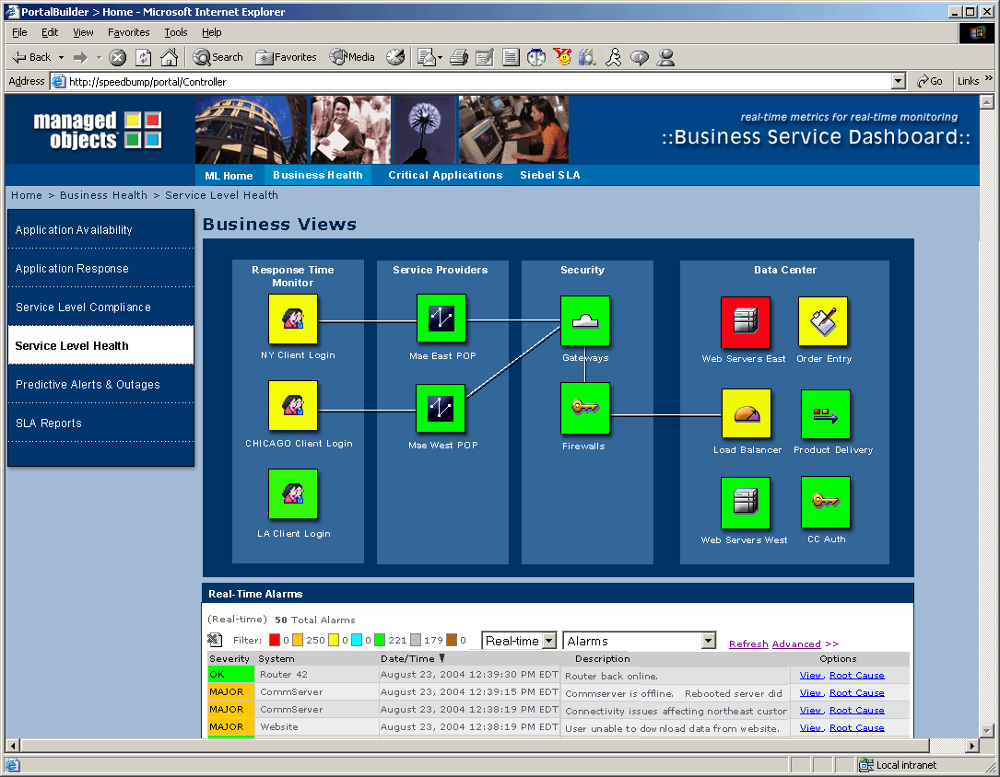 PortalBuilder > Home - Microsoft Internet Explorer
File Edit View Favorites Tools Help
Back Search Favorites Media
Address http://speedbump/portal/Controller Go Links »
managed objects
real-time metrics for real-time monitoring
::Business Service Dashboard::
ML Home Business Health Critical Applications Siebel SLA
Home > Business Health > Service Level Health
Application Availability
Application Response
Service Level Compliance
Service Level Health
Predictive Alerts & Outages
SLA Reports
Business Views
Response Time Monitor
NY Client Login
CHICAGO Client Login
LA Client Login
Service Providers
Mae East POP
Mae West POP
Security
Gateways
Firewalls
Data Center
Web Servers East Order Entry
Load Balancer Product Delivery
Web Servers West CC Auth
Real-Time Alarms
(Real-time) 50 Total Alarms
Filter: 0 250 0 0 221 179 0 Real-time Alarms Refresh Advanced >>
Severity System Date/Time Description Options
OK Router 42 August 23, 2004 12:39:30 PM EDT Router back online. View, Root Cause
MAJOR CommServer August 23, 2004 12:39:15 PM EDT Commserver is offline. Rebooted server did View, Root Cause
MAJOR CommServer August 23, 2004 12:38:19 PM EDT Connectivity issues affecting northeast custor View, Root Cause
MAJOR Website August 23, 2004 12:38:19 PM EDT User unable to download data from website. View, Root Cause
Local intranet